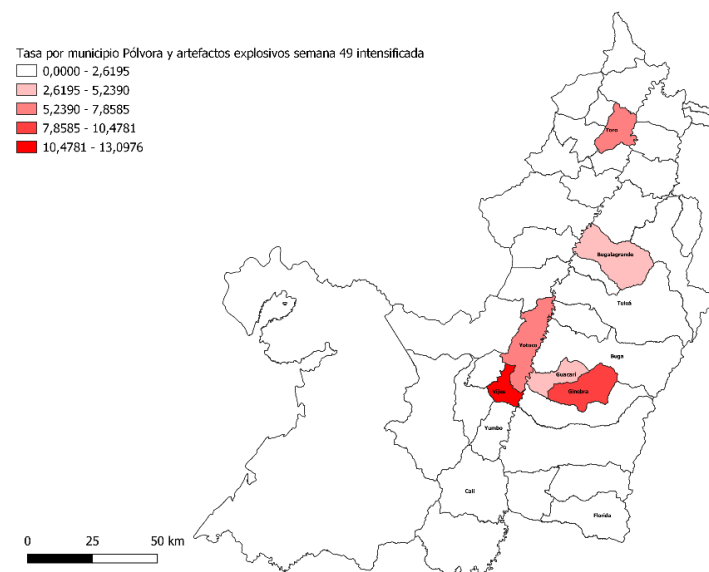 Tasa por municipio Pólvora y artefactos explosivos semana 49 intensificada
0,0000 - 2,6195
2,6195 - 5,2390
5,2390 - 7,8585
7,8585 - 10,4781
10,4781 - 13,0976
Toro
Bugalagrande
Tuluá
Yotoco
Buga
Guacarí
Ginebra
Vijes
Yumbo
Cali
Florida
0 25 50 km